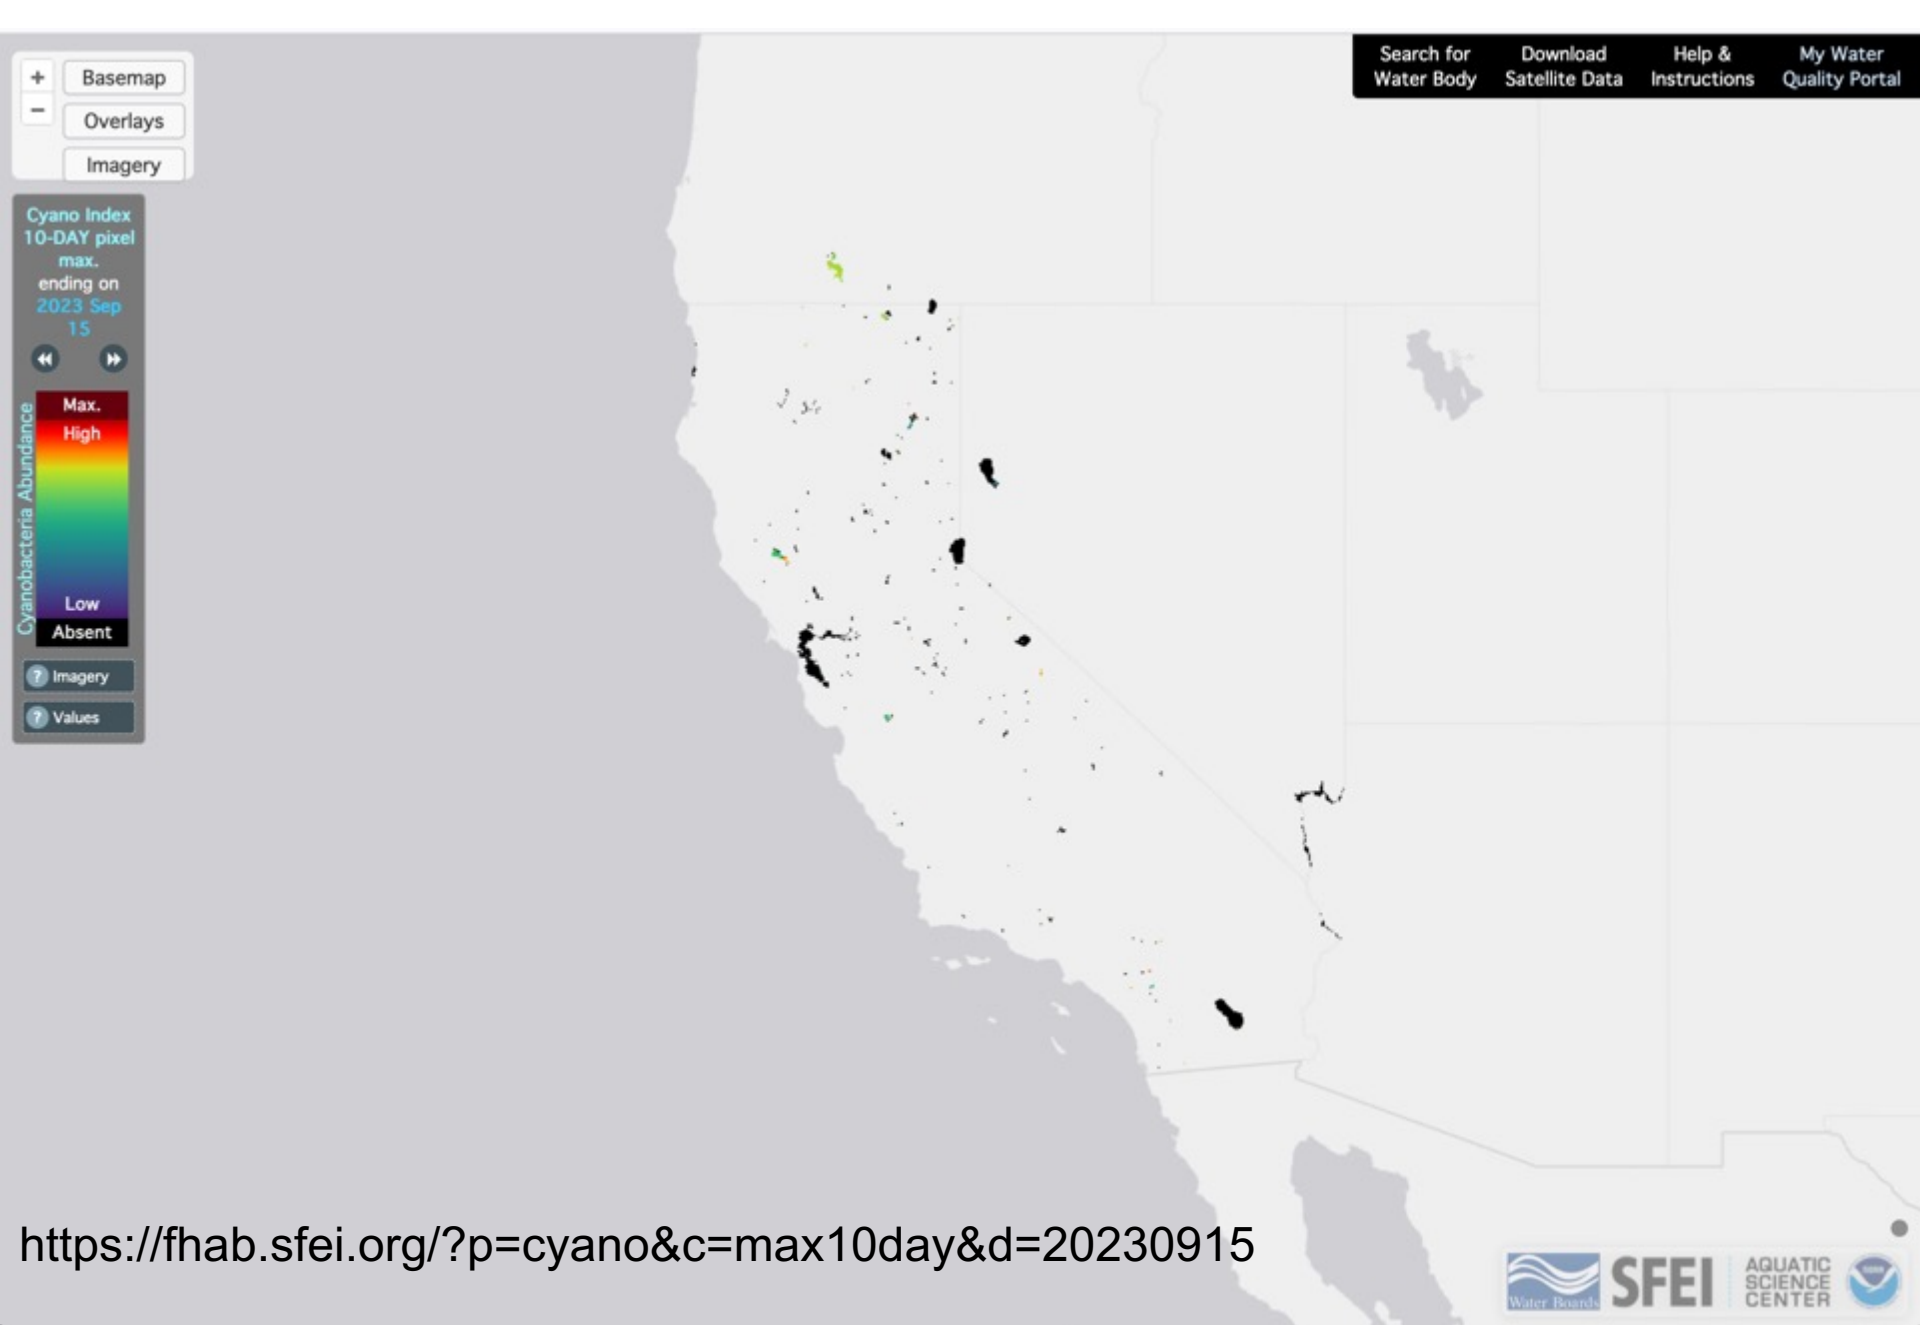 +
Basemap
−
Overlays
Imagery
Search for
Water Body
Download
Satellite Data
Help &
Instructions
My Water
Quality Portal
Cyano Index
10-DAY pixel
max.
ending on
2023 Sep
15
Cyanobacteria Abundance
Max.
High
Low
Absent
? Imagery
? Values
https://fhab.sfei.org/?p=cyano&c=max10day&d=20230915
Water Boards
SFEI
AQUATIC
SCIENCE
CENTER